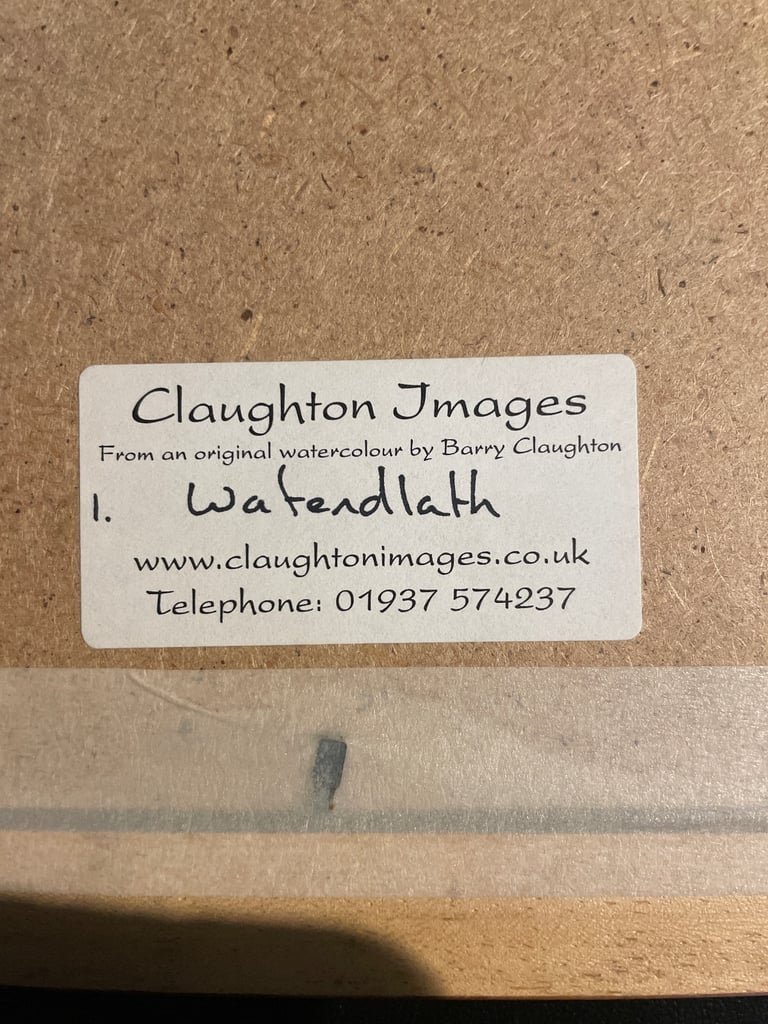 Claughton Images
From an original watercolour by Barry Claughton
1. Watendlath
www.claughtonimages.co.uk
Telephone: 01937 574237